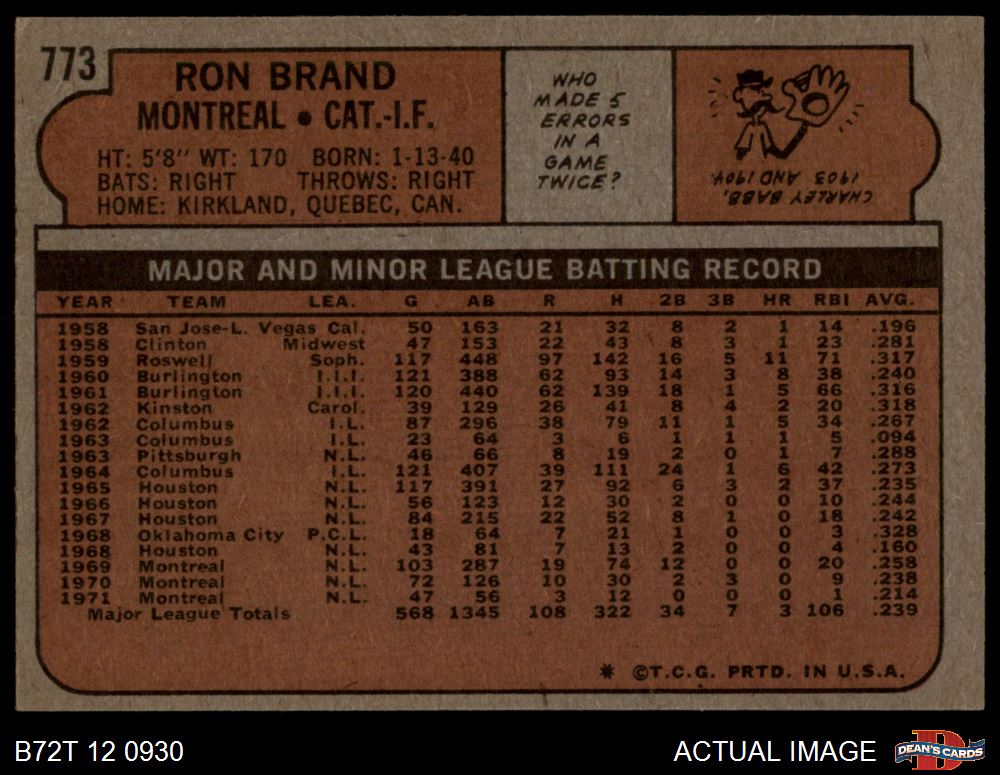 773
RON BRAND
MONTREAL • CAT.-I.F.
HT: 5'8" WT: 170 BORN: 1-13-40
BATS: RIGHT THROWS: RIGHT
HOME: KIRKLAND, QUEBEC, CAN.
WHO
MADE 5
ERRORS
IN A
GAME
TWICE?
CHARLEY BABB,
1903 AND 1904
MAJOR AND MINOR LEAGUE BATTING RECORD
YEAR TEAM LEA. G AB R H 2B 3B HR RBI AVG.
1958 San Jose-L. Vegas Cal. 50 163 21 32 8 2 1 14 .196
1958 Clinton Midwest 47 153 22 43 8 3 1 23 .281
1959 Roswell Soph. 117 448 97 142 16 5 11 71 .317
1960 Burlington I.I.I. 121 388 62 93 14 3 8 38 .240
1961 Burlington I.I.I. 120 440 62 139 18 1 5 66 .316
1962 Kinston Carol. 39 129 26 41 8 4 2 20 .318
1962 Columbus I.L. 87 296 38 79 11 1 5 34 .267
1963 Columbus I.L. 23 64 3 6 1 1 1 5 .094
1963 Pittsburgh N.L. 46 66 8 19 2 0 1 7 .288
1964 Columbus I.L. 121 407 39 111 24 1 6 42 .273
1965 Houston N.L. 117 391 27 92 6 3 2 37 .235
1966 Houston N.L. 56 123 12 30 2 0 0 10 .244
1967 Houston N.L. 84 215 22 52 8 1 0 18 .242
1968 Oklahoma City P.C.L. 18 64 7 21 1 0 0 3 .328
1968 Houston N.L. 43 81 7 13 2 0 0 4 .160
1969 Montreal N.L. 103 287 19 74 12 0 0 20 .258
1970 Montreal N.L. 72 126 10 30 2 3 0 9 .238
1971 Montreal N.L. 47 56 3 12 0 0 0 1 .214
Major League Totals 568 1345 108 322 34 7 3 106 .239
* ©T.C.G. PRTD. IN U.S.A.
B72T 12 0930
ACTUAL IMAGE
DEAN'S CARDS